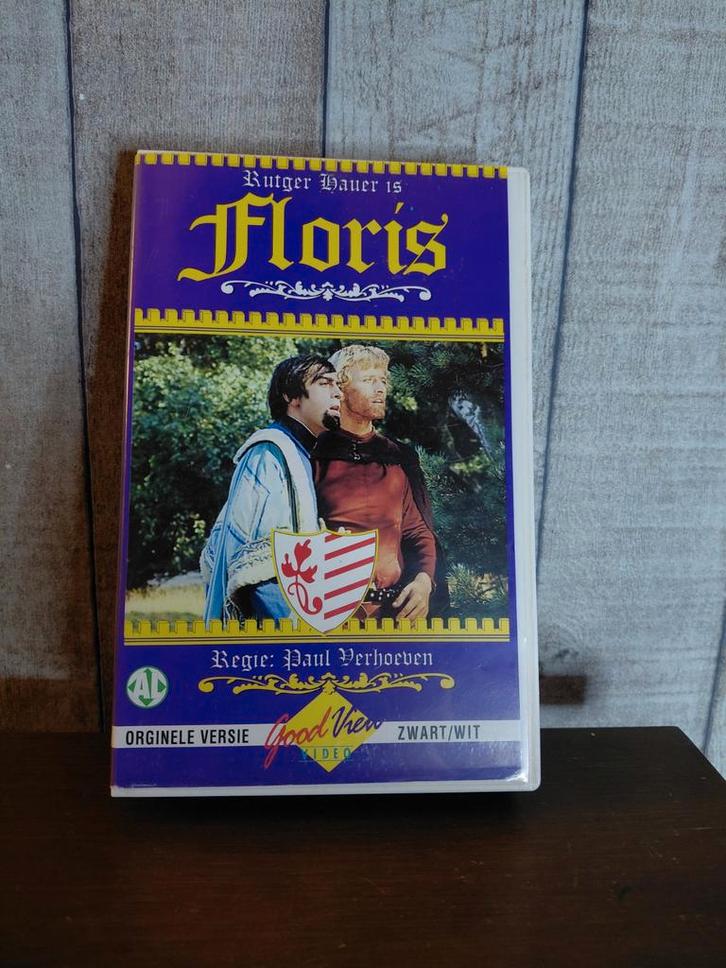 Rutger Hauer is
Floris
Regie: Paul Verhoeven
AL
ORGINELE VERSIE
Good View
VIDEO
ZWART/WIT